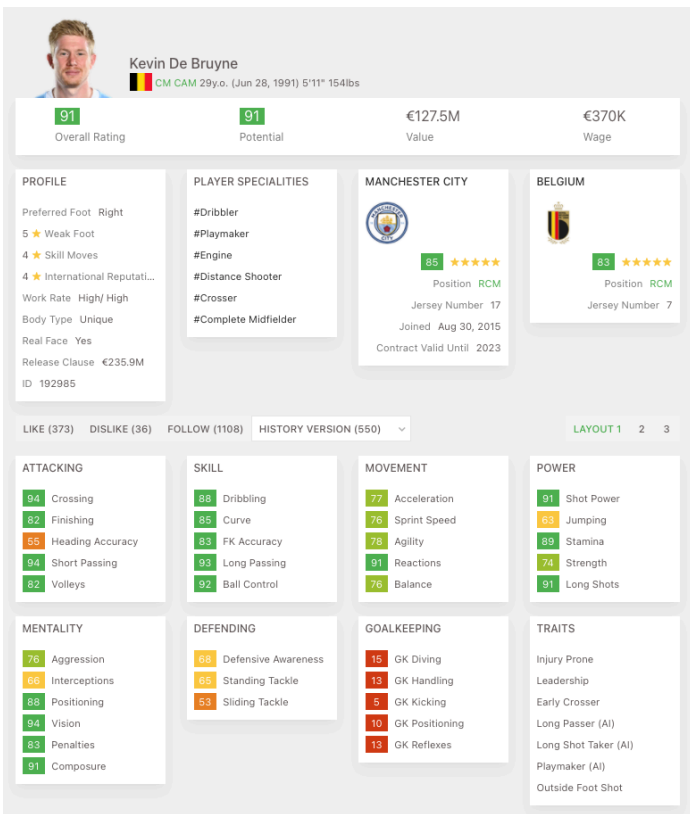 Kevin De Bruyne
CM CAM 29y.o. (Jun 28, 1991) 5'11" 154lbs
91 91 €127.5M €370K
Overall Rating Potential Value Wage
PROFILE
Preferred Foot Right
5 ★ Weak Foot
4 ★ Skill Moves
4 ★ International Reputati...
Work Rate High/ High
Body Type Unique
Real Face Yes
Release Clause €235.9M
ID 192985
PLAYER SPECIALITIES
#Dribbler
#Playmaker
#Engine
#Distance Shooter
#Crosser
#Complete Midfielder
MANCHESTER CITY
MANCHESTER
CITY
85 ★★★★★
Position RCM
Jersey Number 17
Joined Aug 30, 2015
Contract Valid Until 2023
BELGIUM
83 ★★★★★
Position RCM
Jersey Number 7
LIKE (373) DISLIKE (36) FOLLOW (1108) HISTORY VERSION (550) LAYOUT 1 2 3
ATTACKING
94 Crossing
82 Finishing
55 Heading Accuracy
94 Short Passing
82 Volleys
SKILL
88 Dribbling
85 Curve
83 FK Accuracy
93 Long Passing
92 Ball Control
MOVEMENT
77 Acceleration
76 Sprint Speed
78 Agility
91 Reactions
76 Balance
POWER
91 Shot Power
63 Jumping
89 Stamina
74 Strength
91 Long Shots
MENTALITY
76 Aggression
66 Interceptions
88 Positioning
94 Vision
83 Penalties
91 Composure
DEFENDING
68 Defensive Awareness
65 Standing Tackle
53 Sliding Tackle
GOALKEEPING
15 GK Diving
13 GK Handling
5 GK Kicking
10 GK Positioning
13 GK Reflexes
TRAITS
Injury Prone
Leadership
Early Crosser
Long Passer (AI)
Long Shot Taker (AI)
Playmaker (AI)
Outside Foot Shot